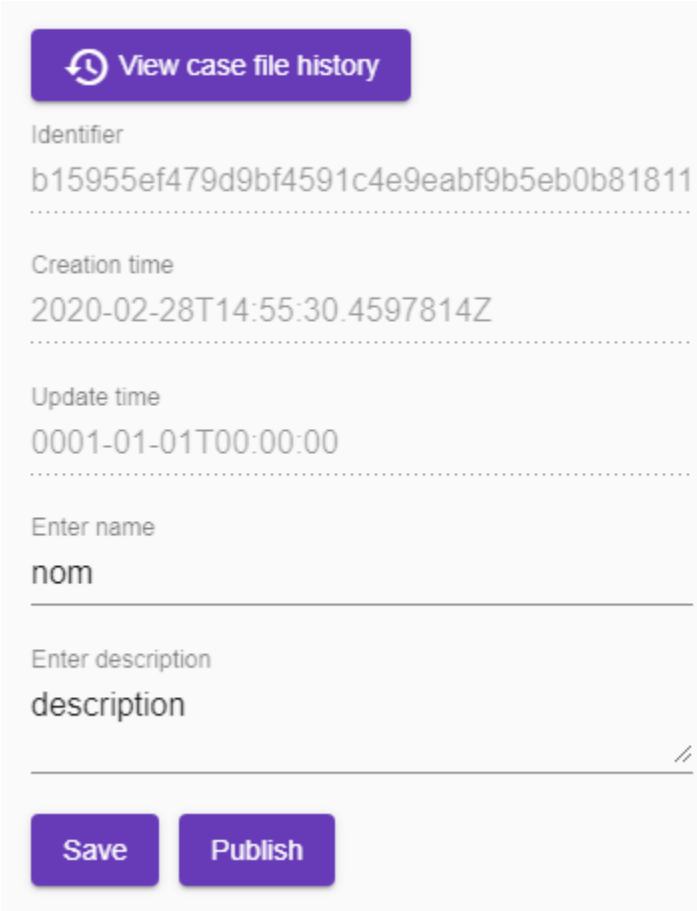 View case file history
Identifier
b15955ef479d9bf4591c4e9eabf9b5eb0b81811
Creation time
2020-02-28T14:55:30.4597814Z
Update time
0001-01-01T00:00:00
Enter name
nom
Enter description
description
Save Publish